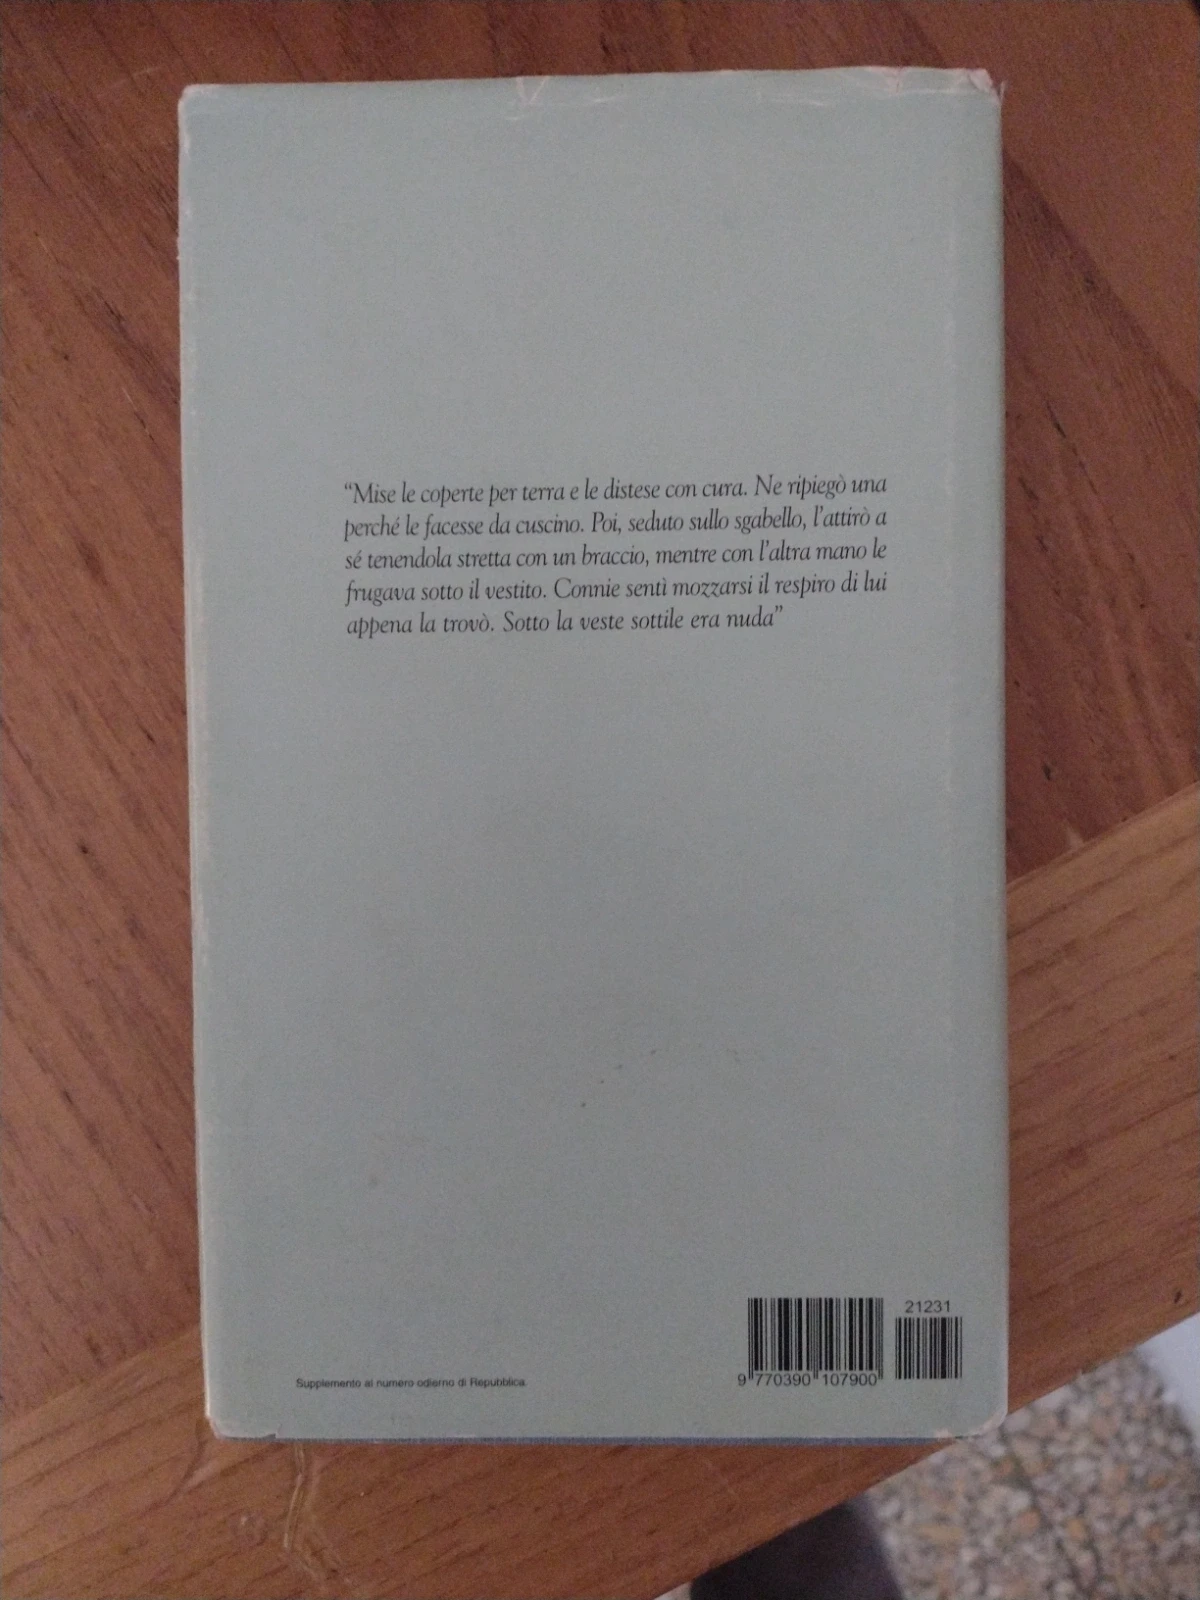 “Mise le coperte per terra e le distese con cura. Ne ripiegò una
perché le facesse da cuscino. Poi, seduto sullo sgabello, l’attirò a
sé tenendola stretta con un braccio, mentre con l’altra mano le
frugava sotto il vestito. Connie sentì mozzarsi il respiro di lui
appena la trovò. Sotto la veste sottile era nuda”
21231
9 770390 107900
Supplemento al numero odierno di Repubblica.